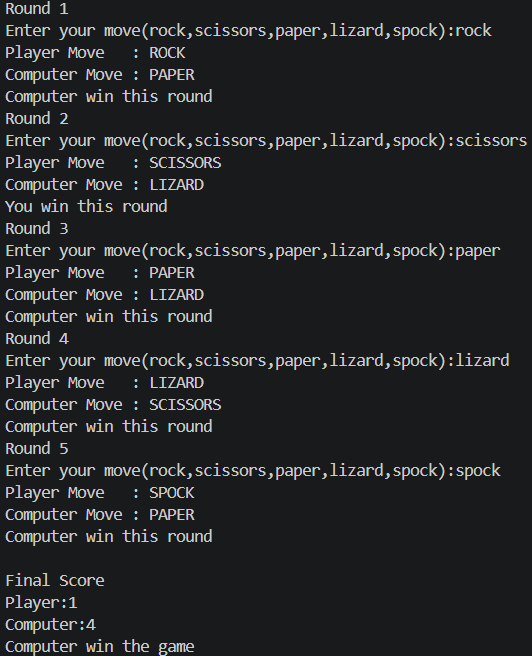 Round 1
Enter your move(rock,scissors,paper,lizard,spock):rock
Player Move   : ROCK
Computer Move : PAPER
Computer win this round
Round 2
Enter your move(rock,scissors,paper,lizard,spock):scissors
Player Move   : SCISSORS
Computer Move : LIZARD
You win this round
Round 3
Enter your move(rock,scissors,paper,lizard,spock):paper
Player Move   : PAPER
Computer Move : LIZARD
Computer win this round
Round 4
Enter your move(rock,scissors,paper,lizard,spock):lizard
Player Move   : LIZARD
Computer Move : SCISSORS
Computer win this round
Round 5
Enter your move(rock,scissors,paper,lizard,spock):spock
Player Move   : SPOCK
Computer Move : PAPER
Computer win this round

Final Score
Player:1
Computer:4
Computer win the game